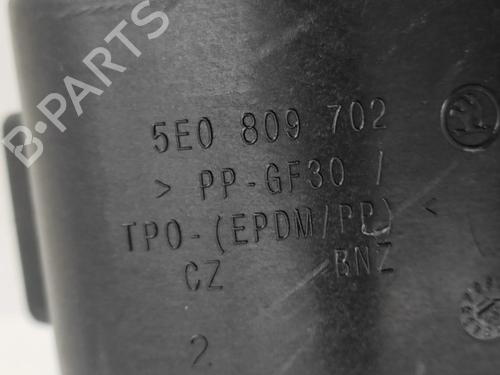 B-PARTS
5E0 809 702
> PP-GF30 /
TPO-(EPDM/PP) <
CZ BNZ
2